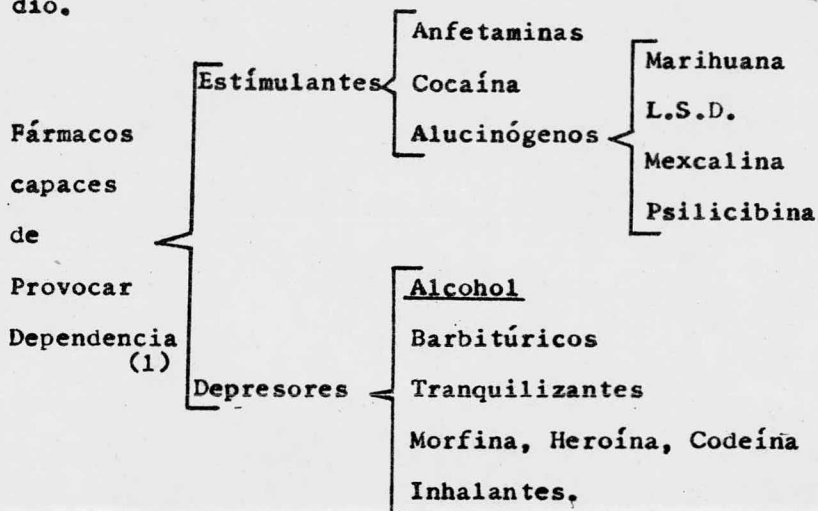 dio.
Fármacos
capaces
de
Provocar
Dependencia
(1)
Estímulantes
Anfetaminas
Cocaína
Alucinógenos
Marihuana
L.S.D.
Mexcalina
Psilicibina
Depresores
Alcohol
Barbitúricos
Tranquilizantes
Morfina, Heroína, Codeína
Inhalantes.